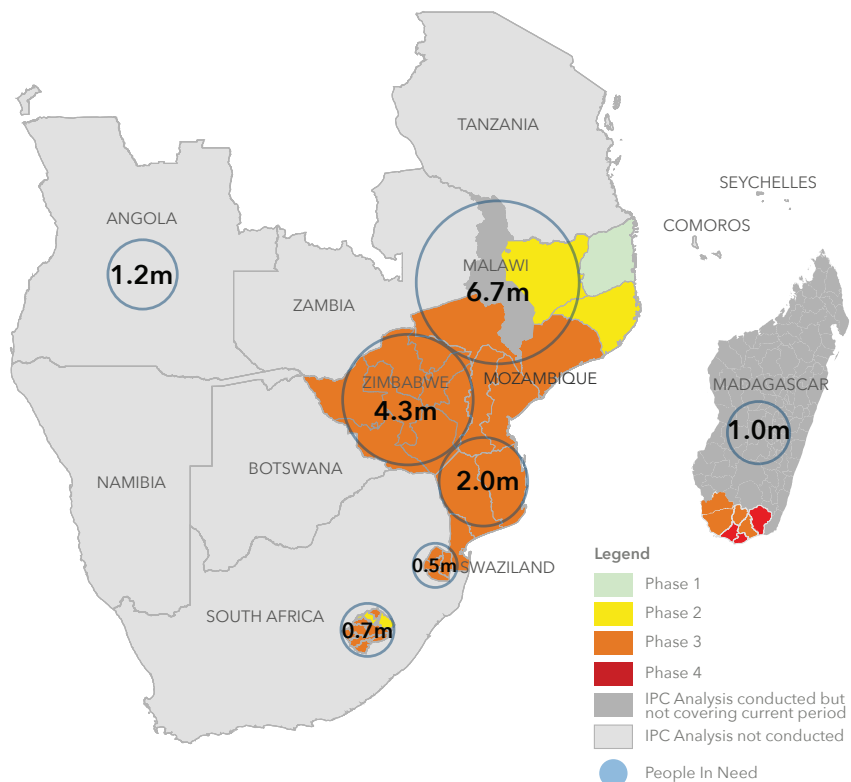 TANZANIA
SEYCHELLES
COMOROS
ANGOLA
1.2m
MALAWI
6.7m
ZAMBIA
ZIMBABWE
4.3m
MOZAMBIQUE
MADAGASCAR
1.0m
NAMIBIA
BOTSWANA
2.0m
0.5m
SWAZILAND
SOUTH AFRICA
0.7m
Legend
Phase 1
Phase 2
Phase 3
Phase 4
IPC Analysis conducted but
not covering current period
IPC Analysis not conducted
People In Need